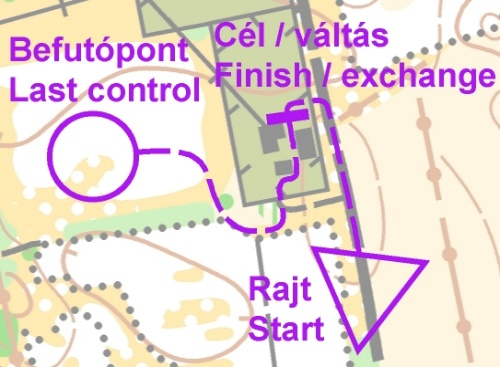 Befutópont
Last control
Cél / váltás
Finish / exchange
Rajt
Start